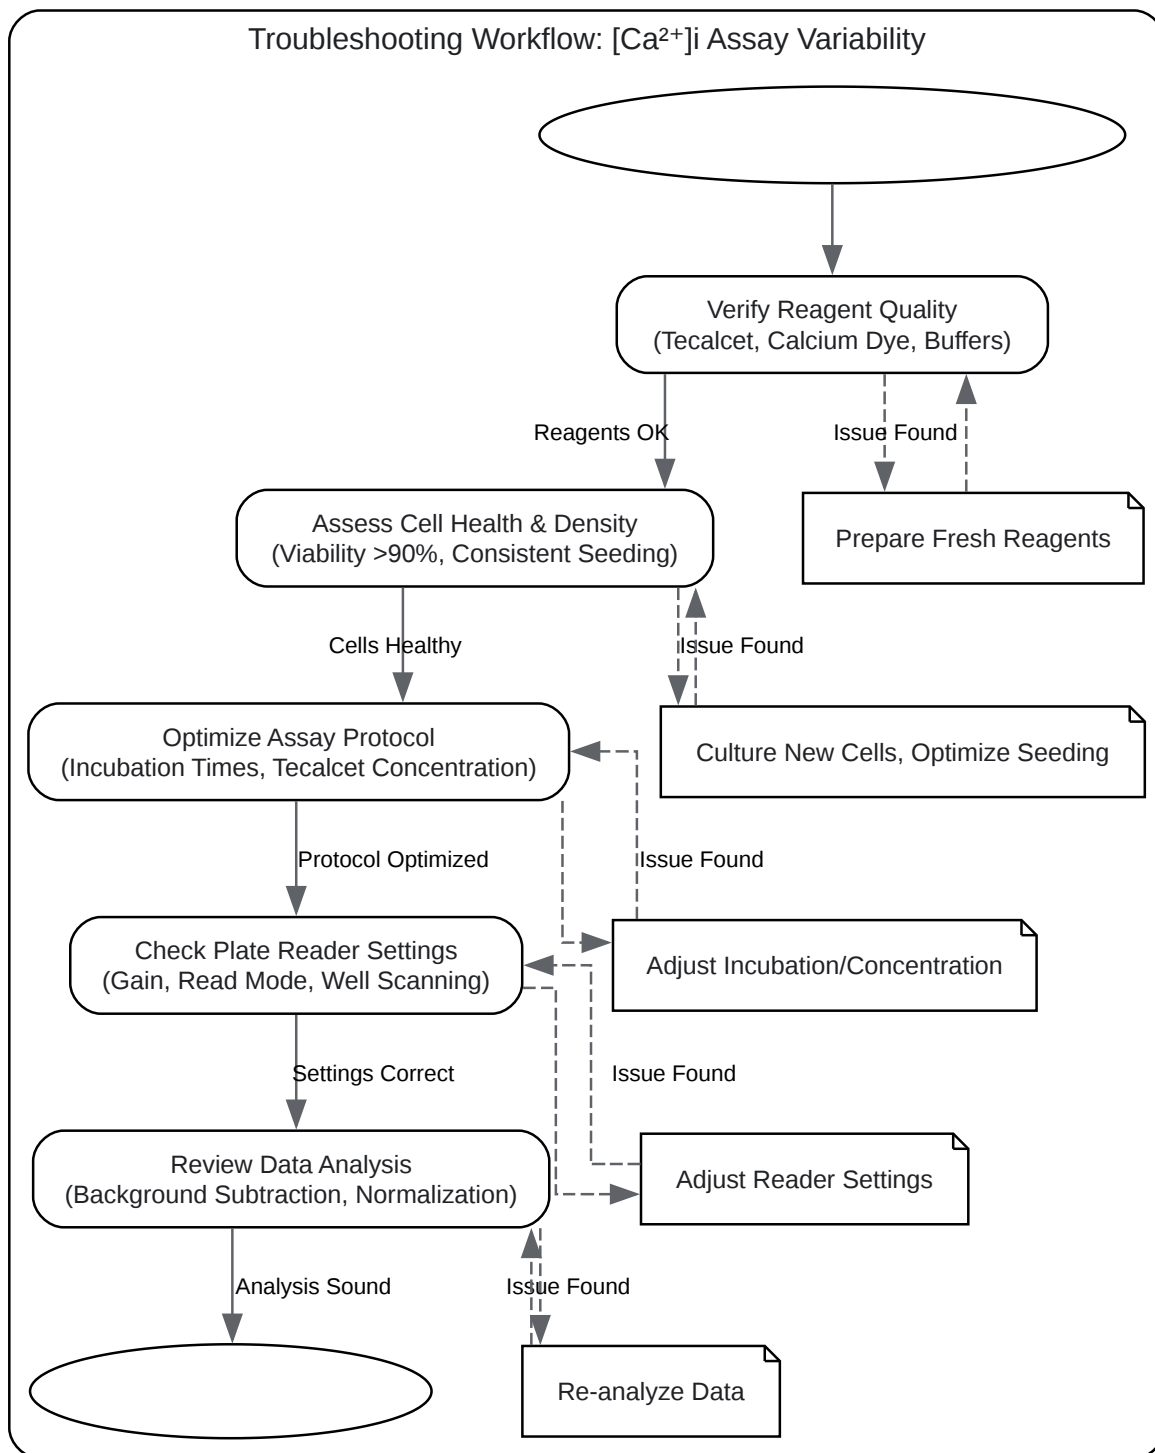 Troubleshooting Workflow: [Ca²⁺]i Assay Variability
Verify Reagent Quality
(Tecalcet, Calcium Dye, Buffers)
Reagents OK
Issue Found
Assess Cell Health & Density
(Viability >90%, Consistent Seeding)
Prepare Fresh Reagents
Cells Healthy
Issue Found
Optimize Assay Protocol
(Incubation Times, Tecalcet Concentration)
Culture New Cells, Optimize Seeding
Protocol Optimized
Issue Found
Check Plate Reader Settings
(Gain, Read Mode, Well Scanning)
Adjust Incubation/Concentration
Settings Correct
Issue Found
Review Data Analysis
(Background Subtraction, Normalization)
Adjust Reader Settings
Analysis Sound
Issue Found
Re-analyze Data